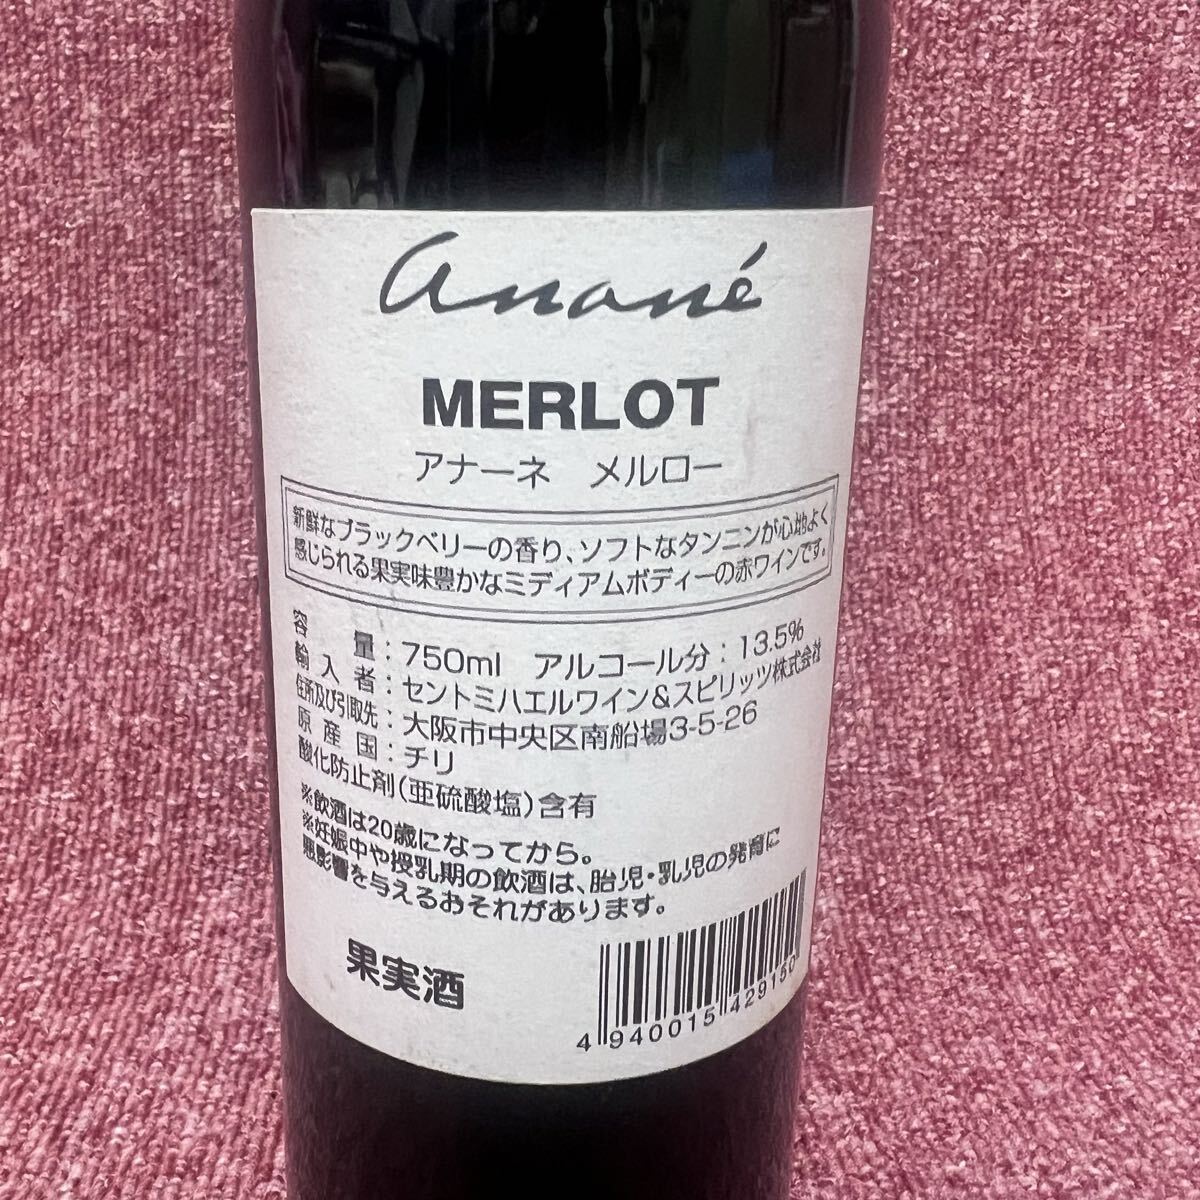 anané
MERLOT
アナーネ　メルロー
新鮮なブラックベリーの香り、ソフトなタンニンが心地よく
感じられる果実味豊かなミディアムボディーの赤ワインです。
容量：750ml　アルコール分：13.5%
輸入者：セントミハエルワイン&スピリッツ株式会社
住所及び引取先：大阪市中央区南船場3-5-26
原産国：チリ
酸化防止剤(亜硫酸塩)含有
※飲酒は20歳になってから。
※妊娠中や授乳期の飲酒は、胎児・乳児の発育に
悪影響を与えるおそれがあります。
果実酒
4 940015 429150